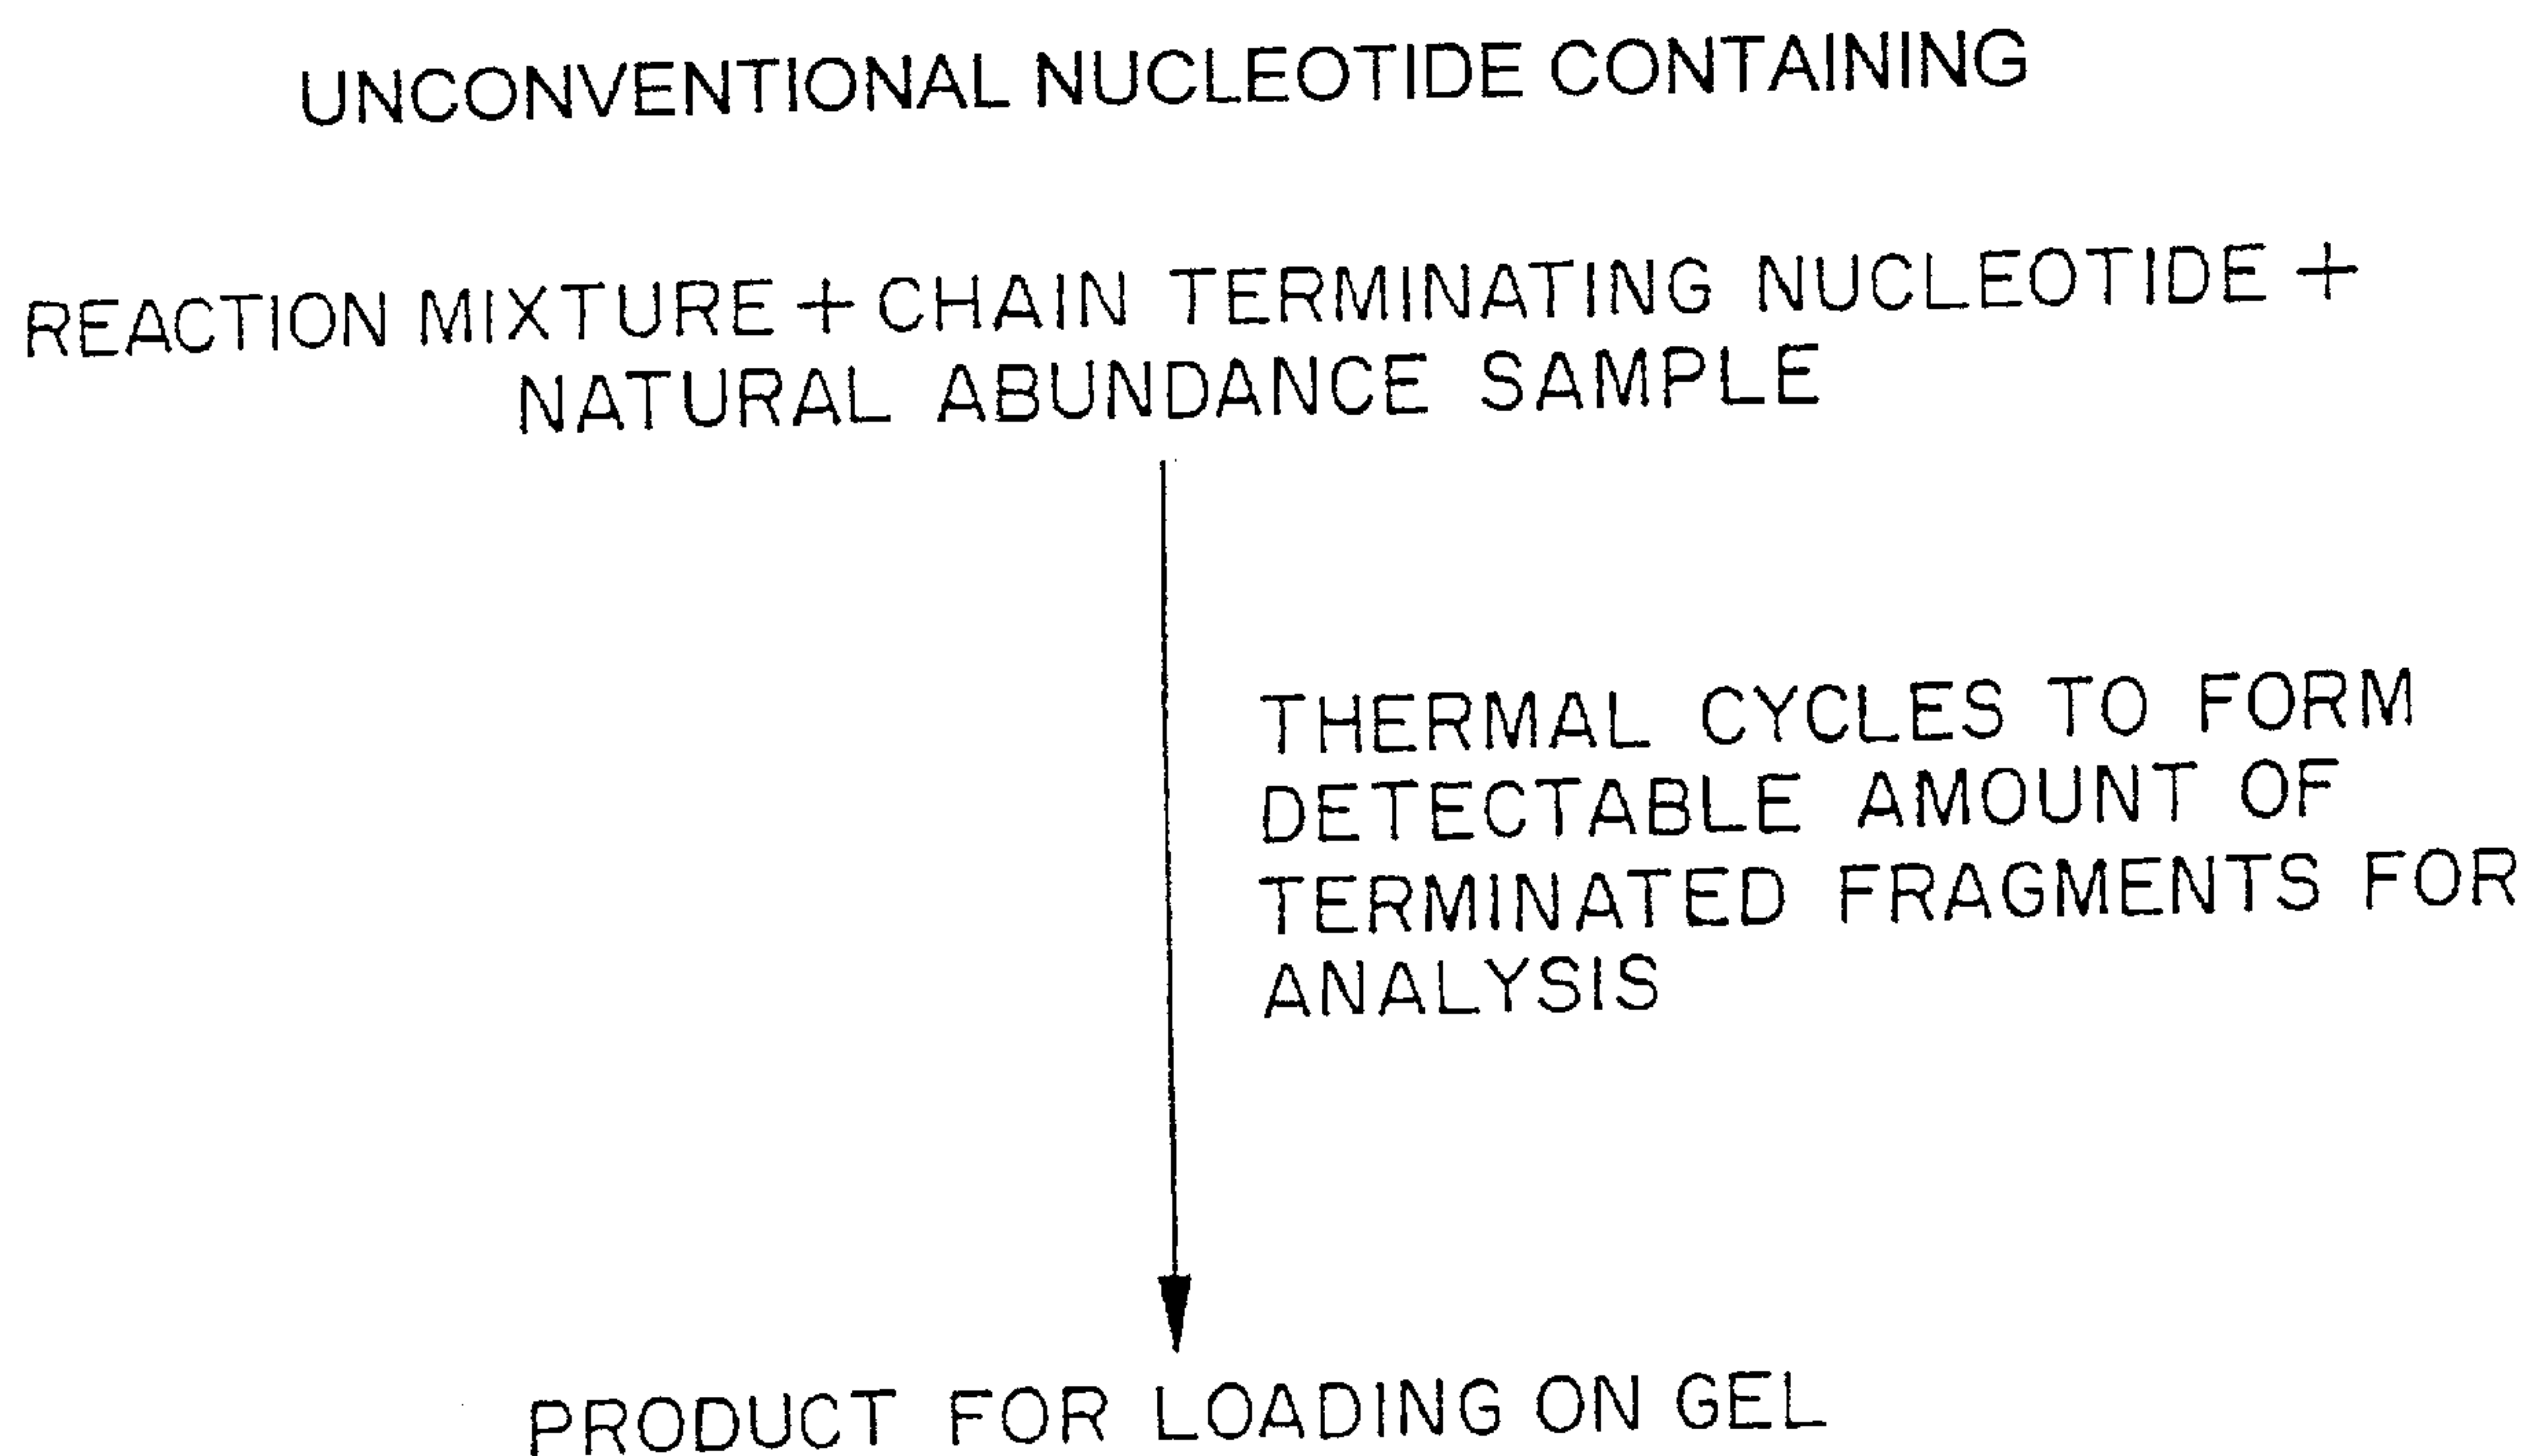 UNCONVENTIONAL NUCLEOTIDE CONTAINING
REACTION MIXTURE + CHAIN TERMINATING NUCLEOTIDE +
NATURAL ABUNDANCE SAMPLE
THERMAL CYCLES TO FORM
DETECTABLE AMOUNT OF
TERMINATED FRAGMENTS FOR
ANALYSIS
PRODUCT FOR LOADING ON GEL